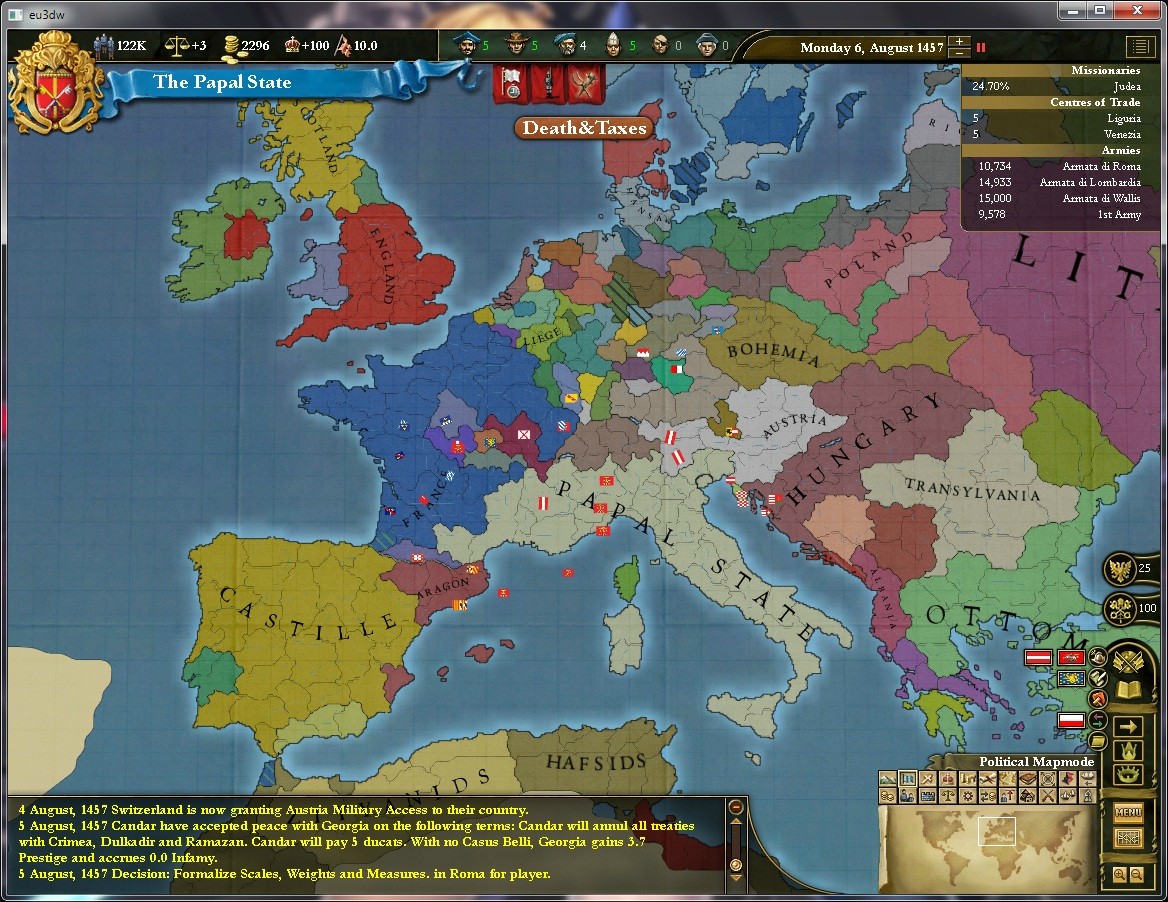 eu3dw
122K
+3
2296
+100
10.0
5
5
4
5
0
0
Monday 6, August 1457
The Papal State
Death&Taxes
Missionaries
24.70% Judea
Centres of Trade
5 Liguria
5 Venezia
Armies
10,734 Armata di Roma
14,933 Armata di Lombardia
15,000 Armata di Wallis
9,578 1st Army
SCOTLAND
RIG
ENGLAND
POLAND
LIT
LIEGE
BOHEMIA
AUSTRIA
HUNGARY
TRANSYLVANIA
FRANCE
PAPAL STATE
25
CASTILLE
ARAGON
ALBANIA
OTTOM
100
HAFSIDS
NIDS
Political Mapmode
4 August, 1457 Switzerland is now granting Austria Military Access to their country.
5 August, 1457 Candar have accepted peace with Georgia on the following terms: Candar will annul all treaties
with Crimea, Dulkadir and Ramazan. Candar will pay 5 ducats. With no Casus Belli, Georgia gains 3.7
Prestige and accrues 0.0 Infamy.
5 August, 1457 Decision: Formalize Scales, Weights and Measures. in Roma for player.
MENU